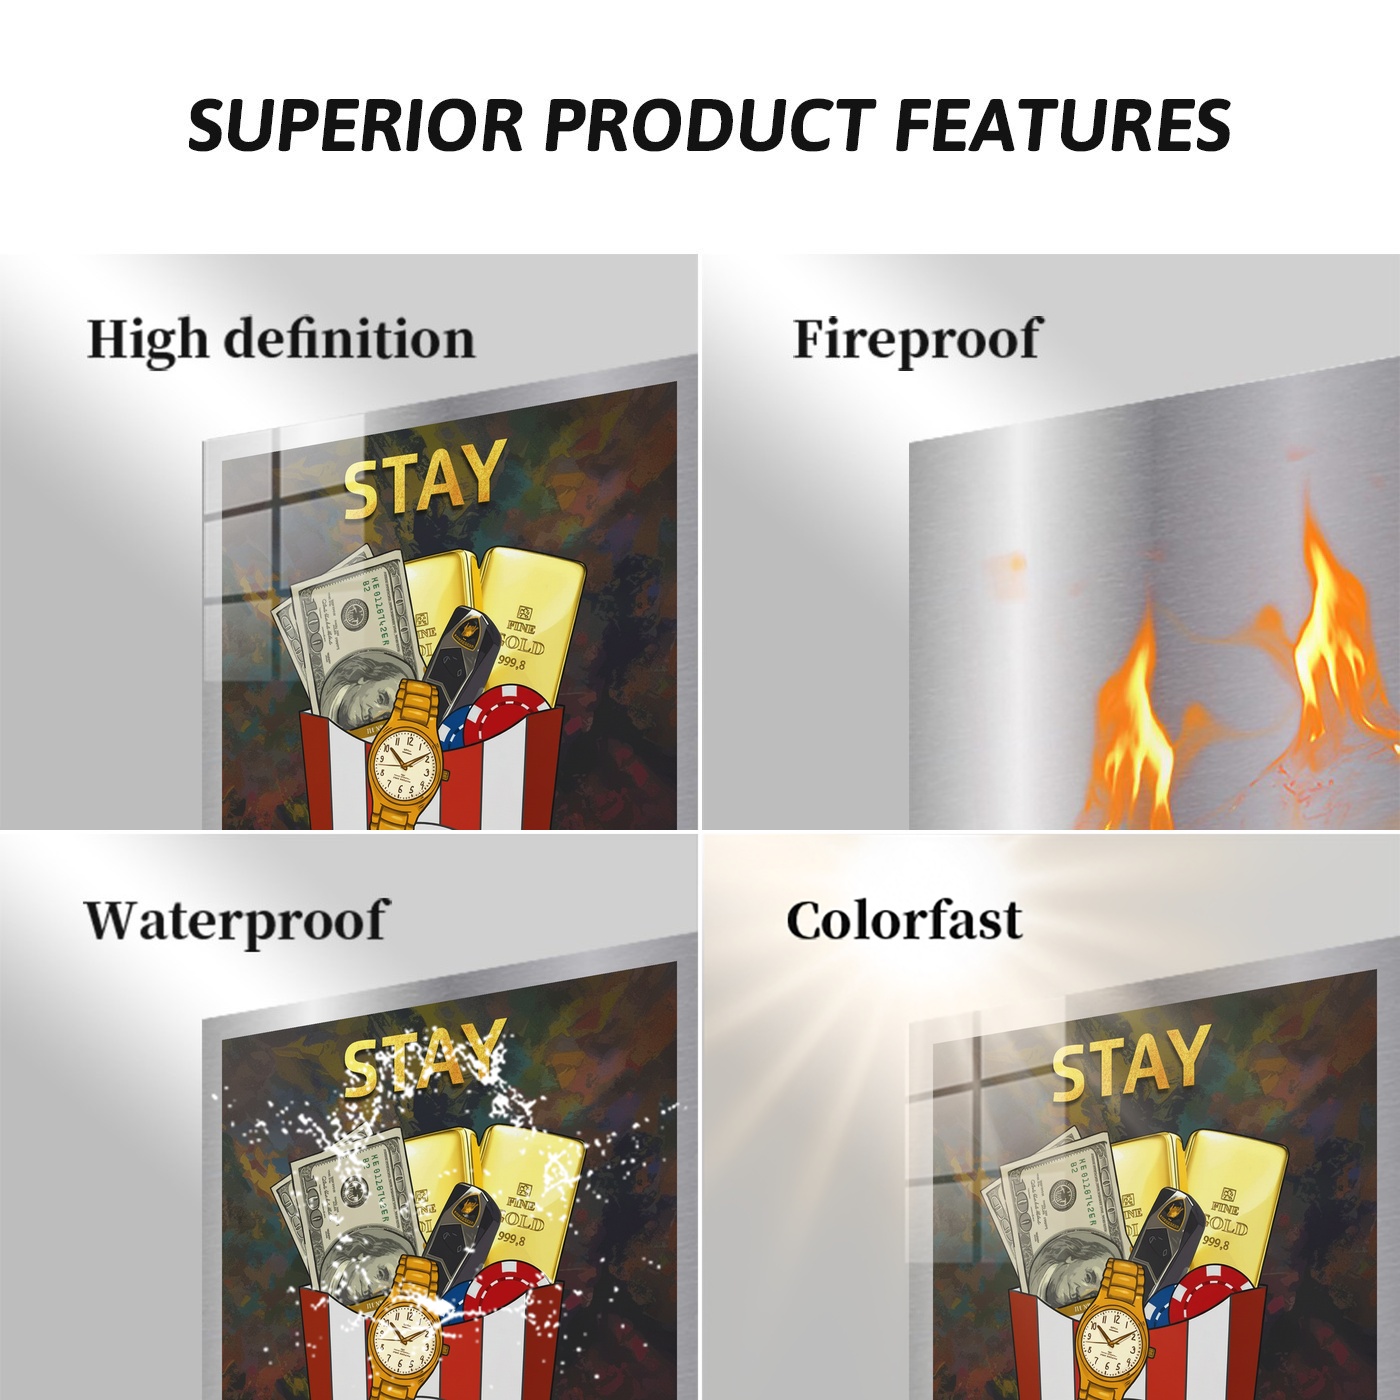 SUPERIOR PRODUCT FEATURES
High definition
Fireproof
STAY
100
FINE
GOLD
999,8
Waterproof
Colorfast
STAY
FINE
GOLD
999,8
STAY
FINE
GOLD
999,8